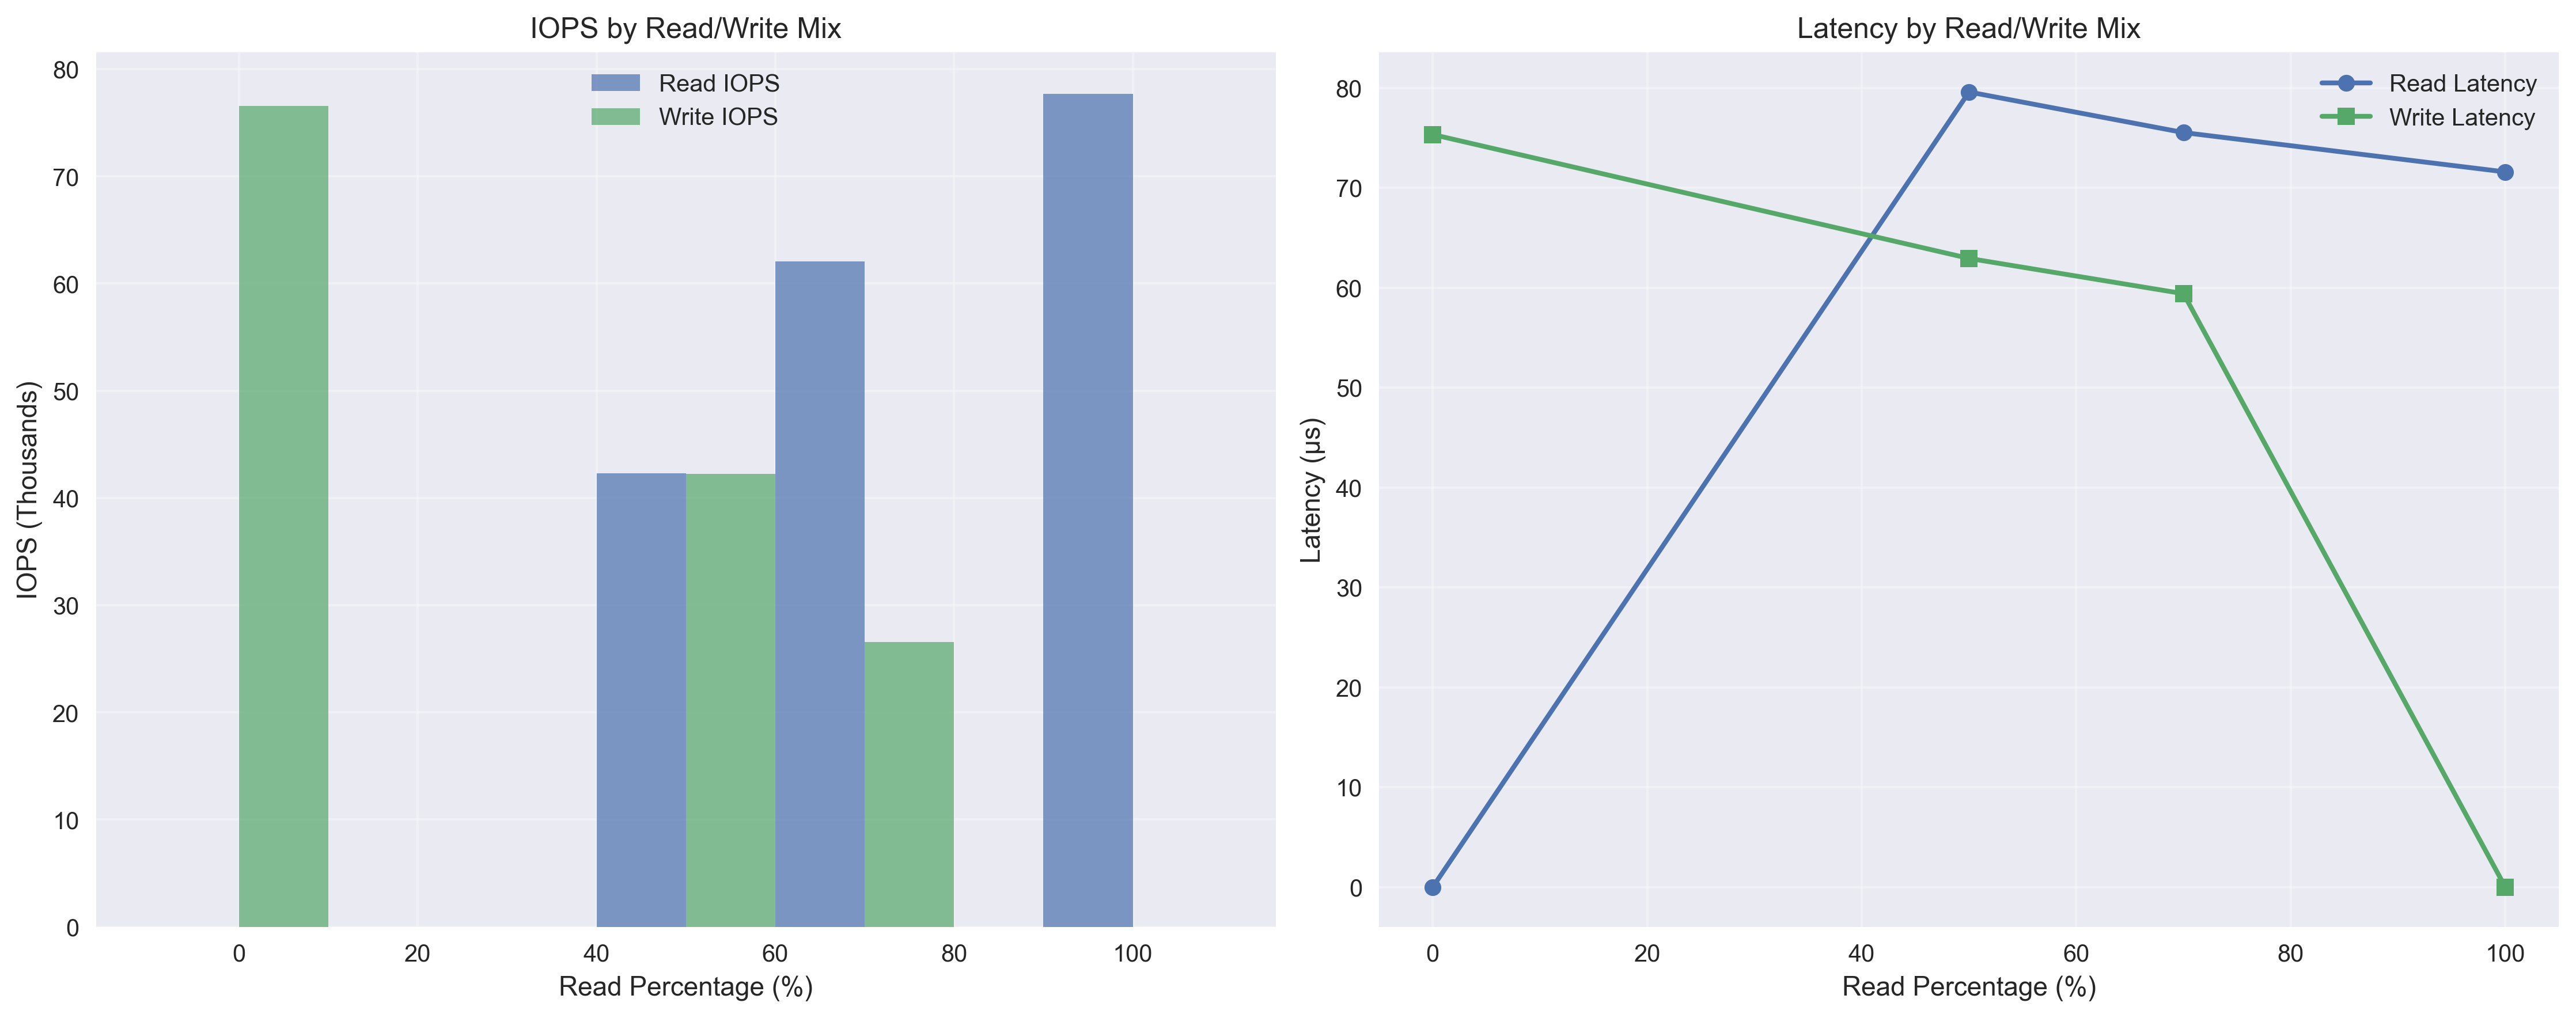 IOPS by Read/Write Mix
Read IOPS
Write IOPS
80
70
60
50
40
30
20
10
0
IOPS (Thousands)
0 20 40 60 80 100
Read Percentage (%)
Latency by Read/Write Mix
Read Latency
Write Latency
80
70
60
50
40
30
20
10
0
Latency (μs)
0 20 40 60 80 100
Read Percentage (%)